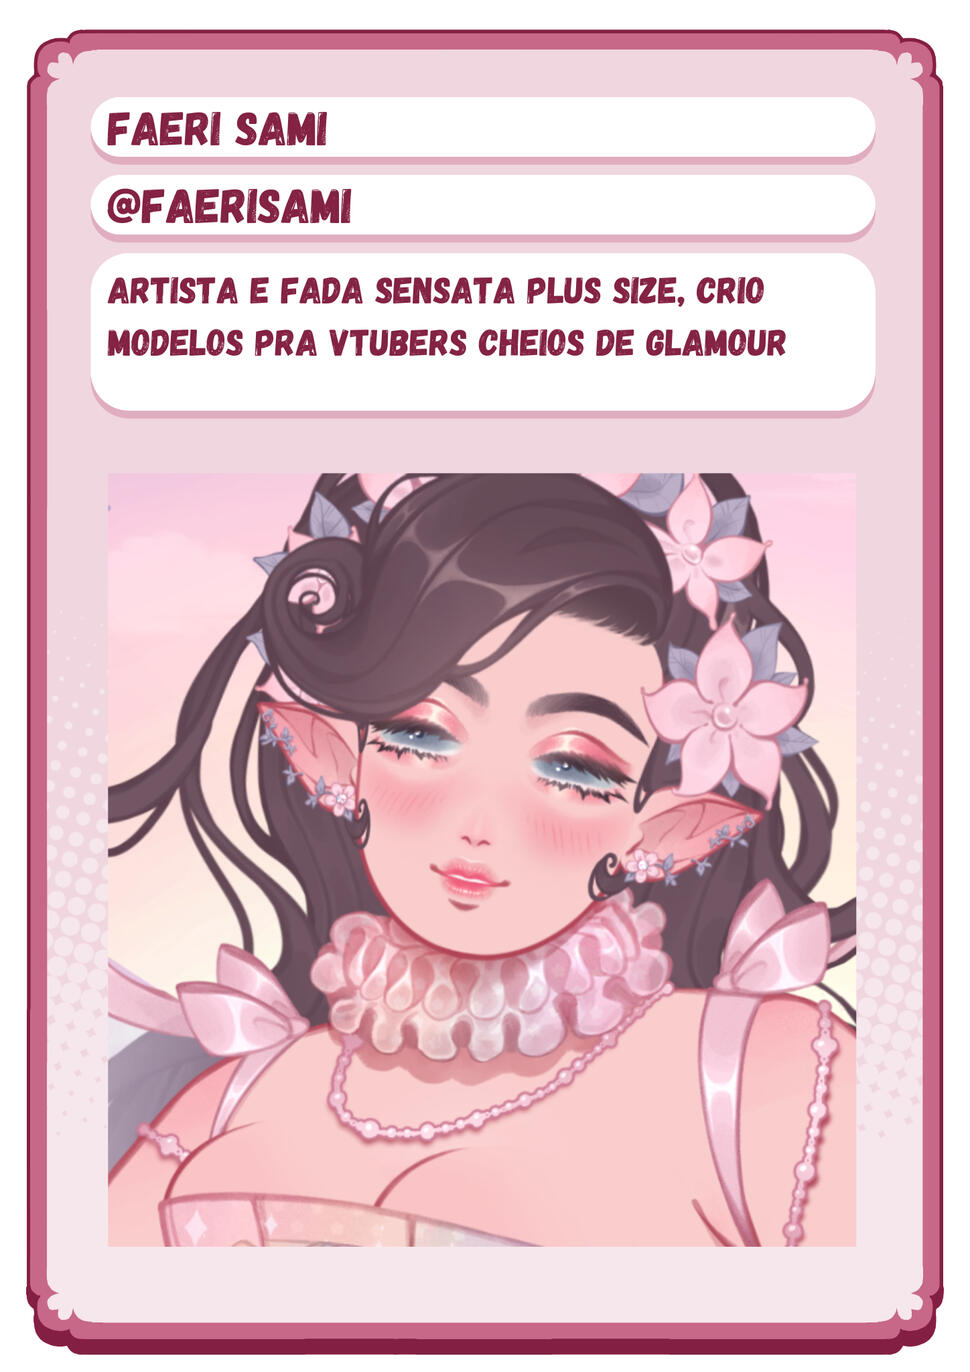 FAERI SAMI
@FAERISAMI
ARTISTA E FADA SENSATA PLUS SIZE, CRIO
MODELOS PRA VTUBERS CHEIOS DE GLAMOUR